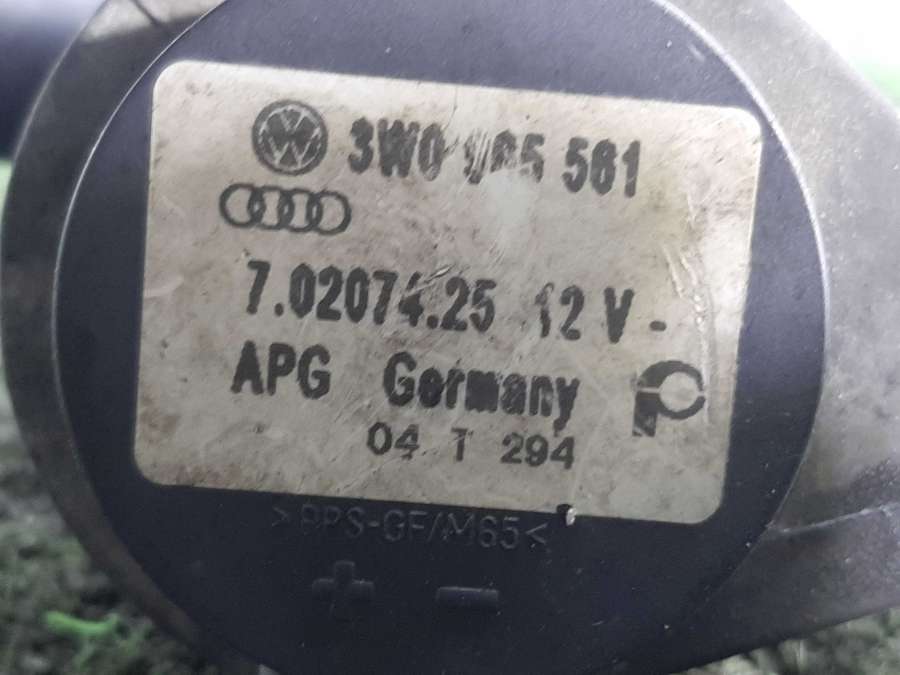 3W0 965 561
7.02074.25 12 V -
APG Germany
04 T 294
>PPS-GF/M65<
+ -